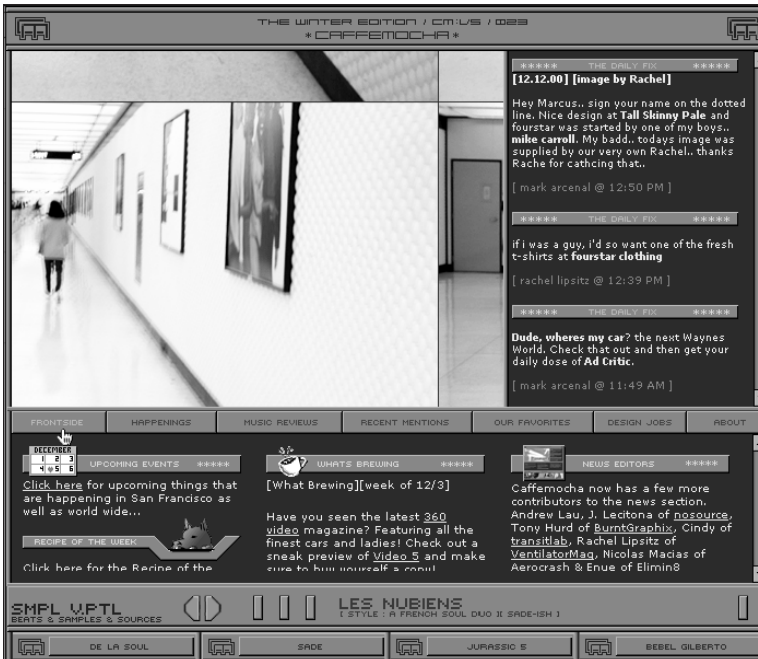 THE WINTER EDITION / CM:US / 023
*CAFFEMOCHA*
***** THE DAILY FIX *****
[12.12.00] [image by Rachel]
Hey Marcus.. sign your name on the dotted
line. Nice design at Tall Skinny Pale and
fourstar was started by one of my boys..
mike carroll. My badd.. todays image was
supplied by our very own Rachel.. thanks
Rache for cathcing that..
[ mark arcenal @ 12:50 PM ]
***** THE DAILY FIX *****
if i was a guy, i'd so want one of the fresh
t-shirts at fourstar clothing
[ rachel lipsitz @ 12:39 PM ]
***** THE DAILY FIX *****
Dude, wheres my car? the next Waynes
World. Check that out and then get your
daily dose of Ad Critic.
[ mark arcenal @ 11:49 AM ]
FRONTSIDE HAPPENINGS MUSIC REVIEWS RECENT MENTIONS OUR FAVORITES DESIGN JOBS ABOUT
DECEMBER
1 2 3
4 5 6
UPCOMING EVENTS *****
Click here for upcoming things that
are happening in San Francisco as
well as world wide...
RECIPE OF THE WEEK
Click here for the Recipe of the
WHATS BREWING *****
[What Brewing][week of 12/3]
Have you seen the latest 360
video magazine? Featuring all the
finest cars and ladies! Check out a
sneak preview of Video 5 and make
sure to buy yourself a copy!
NEWS EDITORS *****
Caffemocha now has a few more
contributors to the news section.
Andrew Lau, J. Lecitona of nosource,
Tony Hurd of BurntGraphix, Cindy of
transitlab, Rachel Lipsitz of
VentilatorMag, Nicolas Macias of
Aerocrash & Enue of Elimin8
SMPL V.PTL
BEATS & SAMPLES & SOURCES
LES NUBIENS
[ STYLE : A FRENCH SOUL DUO )( SADE-ISH ]
DE LA SOUL SADE JURASSIC 5 BEBEL GILBERTO